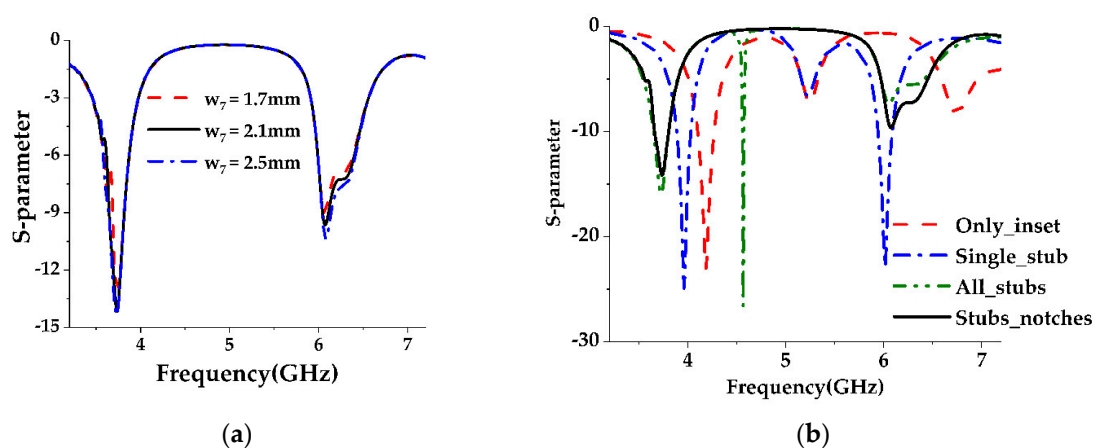 0
-3
-6
-9
-12
-15
S-parameter
w7 = 1.7mm
w7 = 2.1mm
w7 = 2.5mm
4 5 6 7
Frequency(GHz)
(a)
0
-10
-20
-30
S-parameter
Only_inset
Single_stub
All_stubs
Stubs_notches
4 5 6 7
Frequency(GHz)
(b)